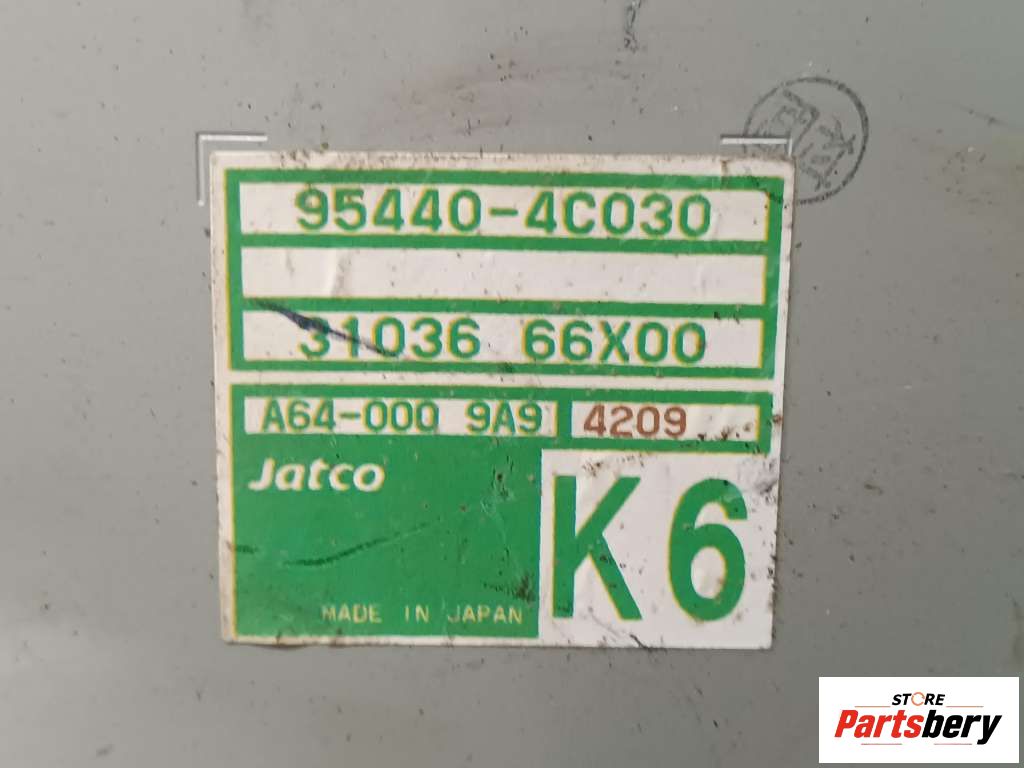 95440-4C030
31036 66X00
A64-000 9A9 4209
Jatco
K6
MADE IN JAPAN
STORE
Partsbery